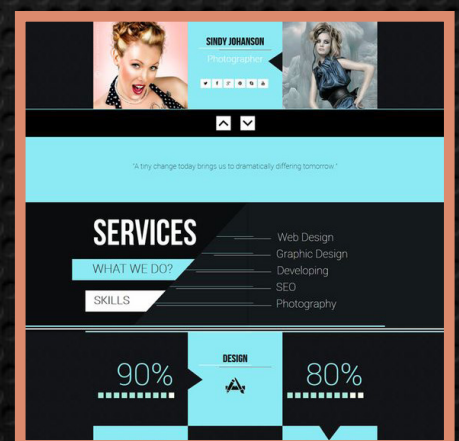 SINDY JOHANSON
Photographer
"A tiny change today brings us to dramatically differing tomorrow."
SERVICES
WHAT WE DO?
SKILLS
Web Design
Graphic Design
Developing
SEO
Photography
90%
DESIGN
80%